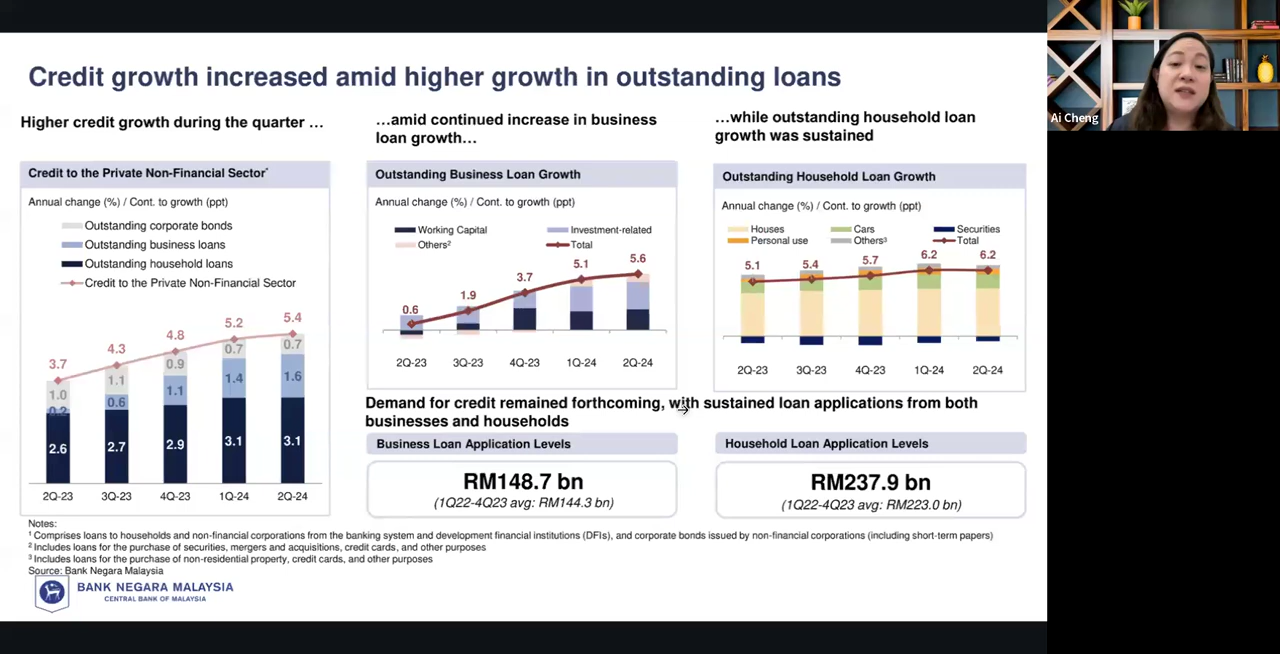 Credit growth increased amid higher growth in outstanding loans
Higher credit growth during the quarter …
Credit to the Private Non-Financial Sector*
Annual change (%) / Cont. to growth (ppt)
Outstanding corporate bonds
Outstanding business loans
Outstanding household loans
Credit to the Private Non-Financial Sector
3.7 4.3 4.8 5.2 5.4
1.0 1.1 0.9 0.7 0.7
0.2 0.6 1.1 1.4 1.6
2.6 2.7 2.9 3.1 3.1
2Q-23 3Q-23 4Q-23 1Q-24 2Q-24
…amid continued increase in business
loan growth…
Outstanding Business Loan Growth
Annual change (%) / Cont. to growth (ppt)
Working Capital Investment-related
Others² Total
0.6 1.9 3.7 5.1 5.6
2Q-23 3Q-23 4Q-23 1Q-24 2Q-24
…while outstanding household loan
growth was sustained
Outstanding Household Loan Growth
Annual change (%) / Cont. to growth (ppt)
Houses Cars Securities
Personal use Others³ Total
5.1 5.4 5.7 6.2 6.2
2Q-23 3Q-23 4Q-23 1Q-24 2Q-24
Demand for credit remained forthcoming, with sustained loan applications from both
businesses and households
Business Loan Application Levels
RM148.7 bn
(1Q22-4Q23 avg: RM144.3 bn)
Household Loan Application Levels
RM237.9 bn
(1Q22-4Q23 avg: RM223.0 bn)
Notes:
¹ Comprises loans to households and non-financial corporations from the banking system and development financial institutions (DFIs), and corporate bonds issued by non-financial corporations (including short-term papers)
² Includes loans for the purchase of securities, mergers and acquisitions, credit cards, and other purposes
³ Includes loans for the purchase of non-residential property, credit cards, and other purposes
Source: Bank Negara Malaysia
BANK NEGARA MALAYSIA
CENTRAL BANK OF MALAYSIA
Ai Cheng